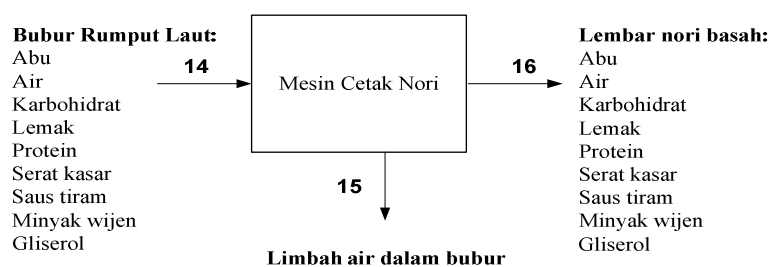 Bubur Rumput Laut:
Abu
Air
Karbohidrat
Lemak
Protein
Serat kasar
Saus tiram
Minyak wijen
Gliserol
14
Mesin Cetak Nori
16
15
Limbah air dalam bubur
Lembar nori basah:
Abu
Air
Karbohidrat
Lemak
Protein
Serat kasar
Saus tiram
Minyak wijen
Gliserol